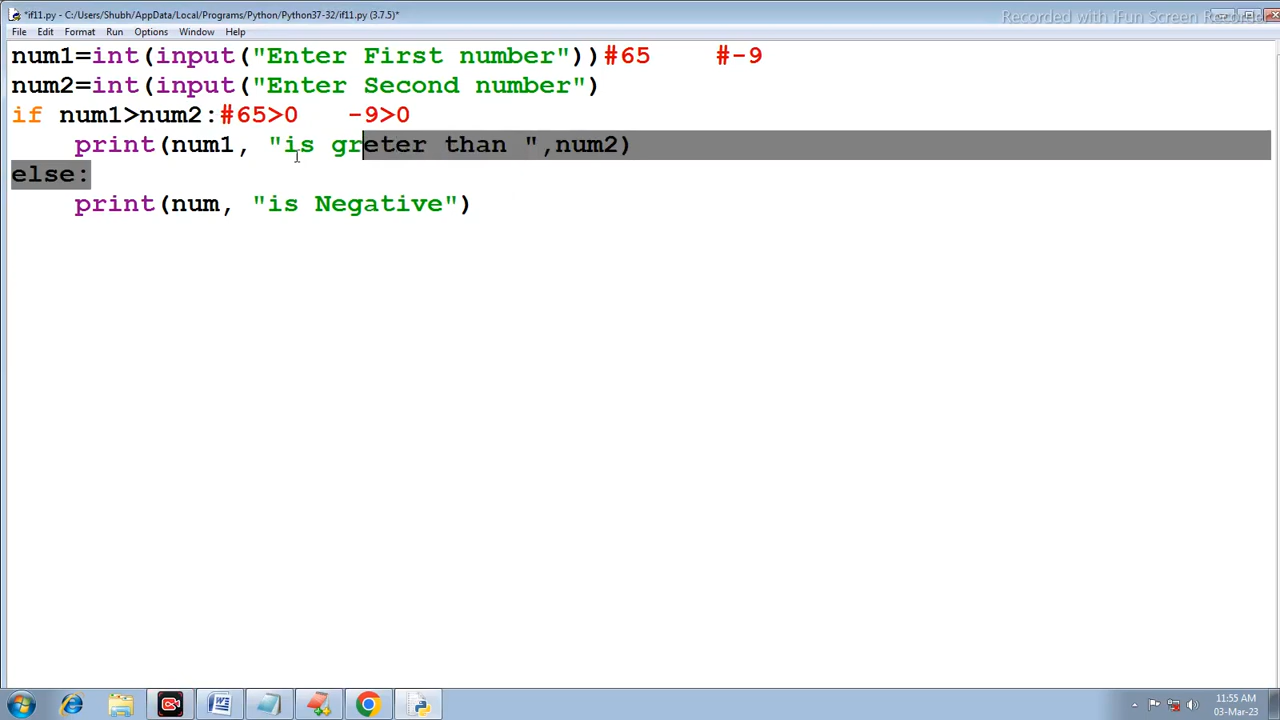 *if11.py - C:/Users/Shubh/AppData/Local/Programs/Python/Python37-32/if11.py (3.7.5)*
Recorded with iFun Screen Recor
File Edit Format Run Options Window Help
num1=int(input("Enter First number"))#65 #-9
num2=int(input("Enter Second number")
if num1>num2:#65>0 -9>0
print(num1, "is greter than ",num2)
else:
print(num, "is Negative")
11:55 AM
03-Mar-23